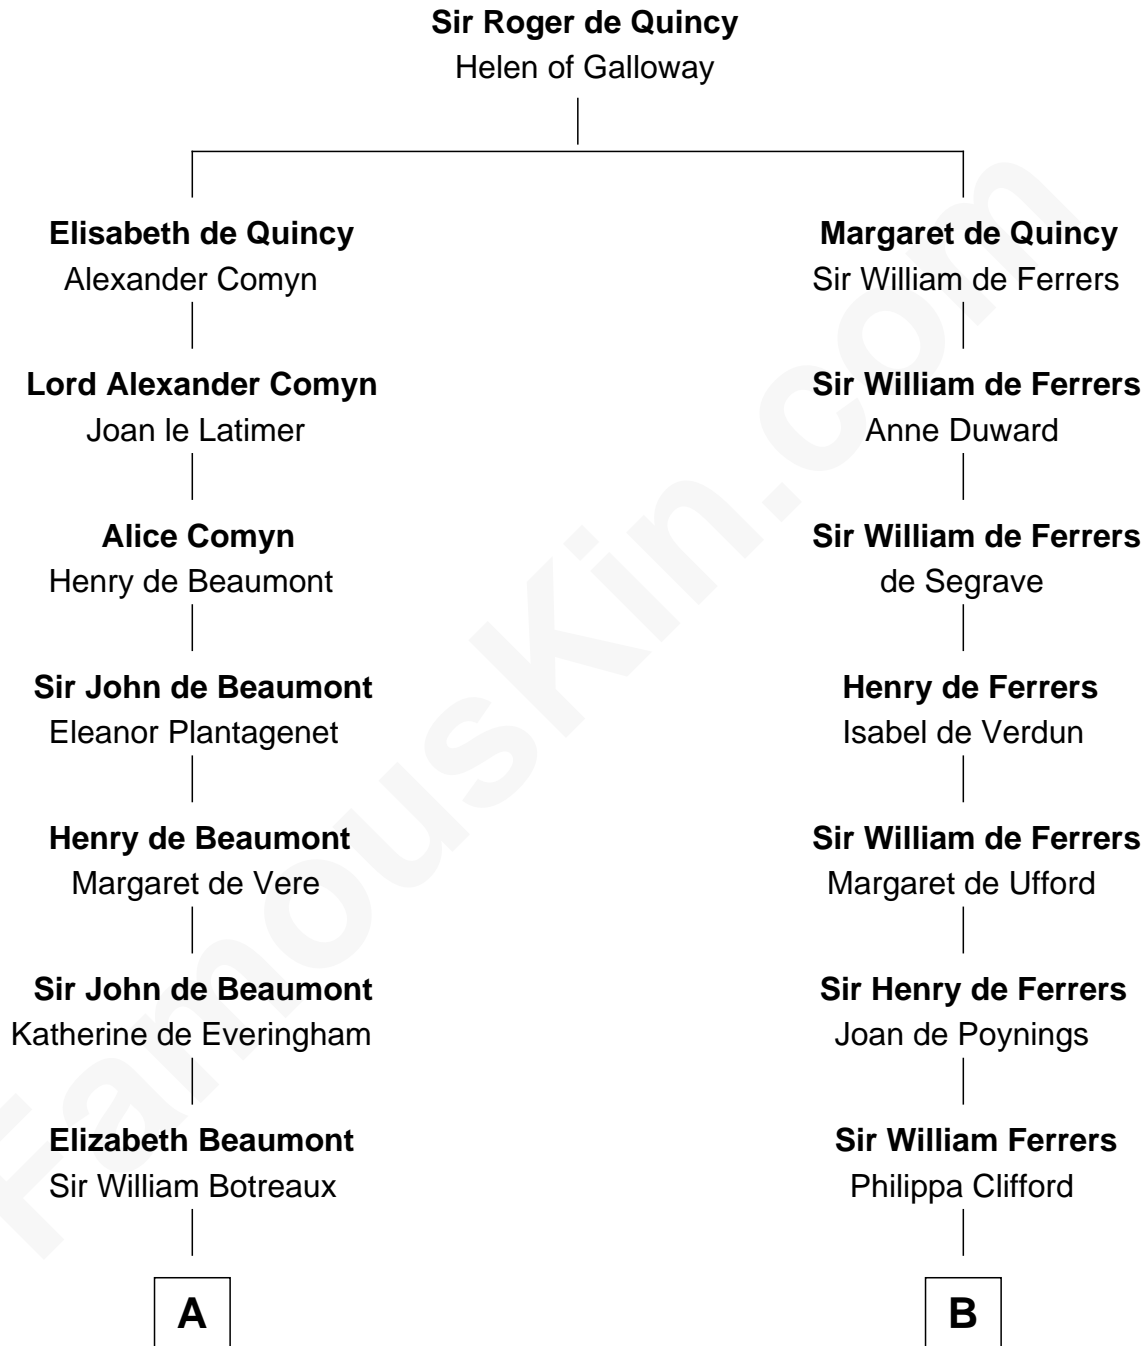 Sir Roger de Quincy
Helen of Galloway
Elisabeth de Quincy
Alexander Comyn
Margaret de Quincy
Sir William de Ferrers
Lord Alexander Comyn
Joan le Latimer
Sir William de Ferrers
Anne Duward
Alice Comyn
Henry de Beaumont
Sir William de Ferrers
de Segrave
Sir John de Beaumont
Eleanor Plantagenet
Henry de Ferrers
Isabel de Verdun
Henry de Beaumont
Margaret de Vere
Sir William de Ferrers
Margaret de Ufford
Sir John de Beaumont
Katherine de Everingham
Sir Henry de Ferrers
Joan de Poynings
Elizabeth Beaumont
Sir William Botreaux
Sir William Ferrers
Philippa Clifford
A
B
FamousKin.com